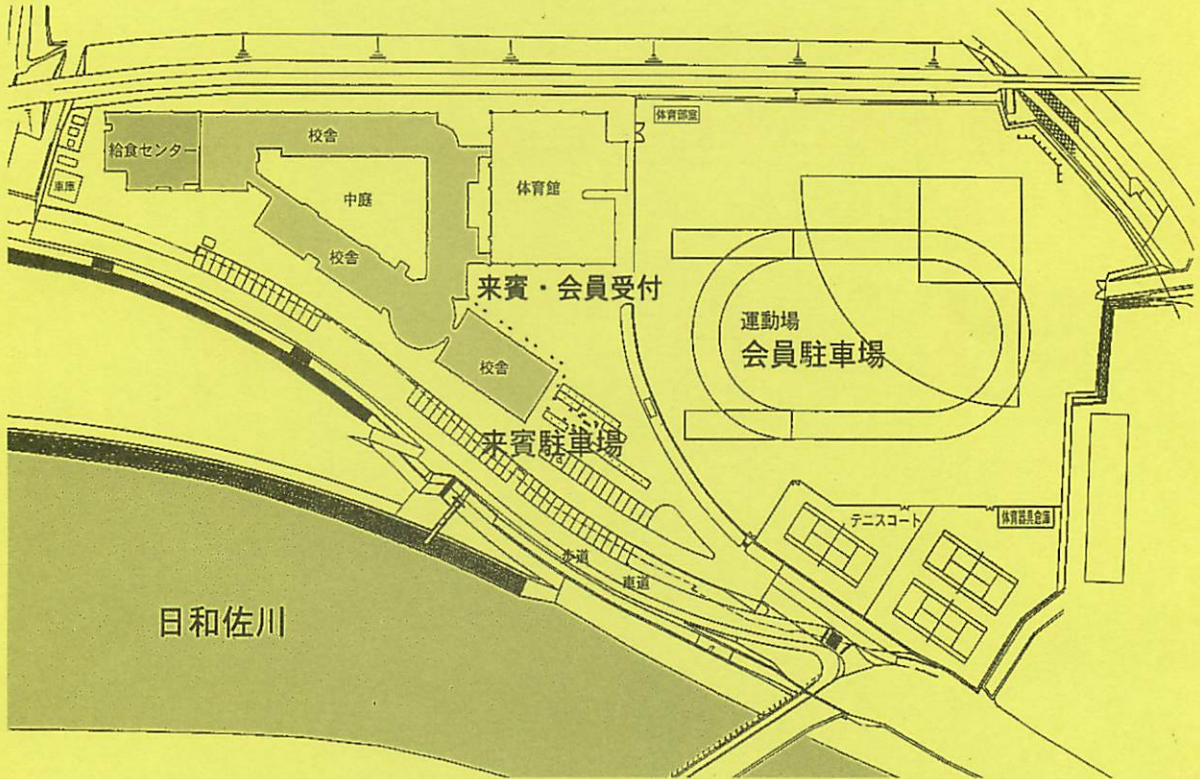 体育部室
校舎
給食センター
車庫
中庭
体育館
校舎
来賓・会員受付
運動場
会員駐車場
校舎
来賓駐車場
テニスコート
体育器具倉庫
歩道
車道
日和佐川